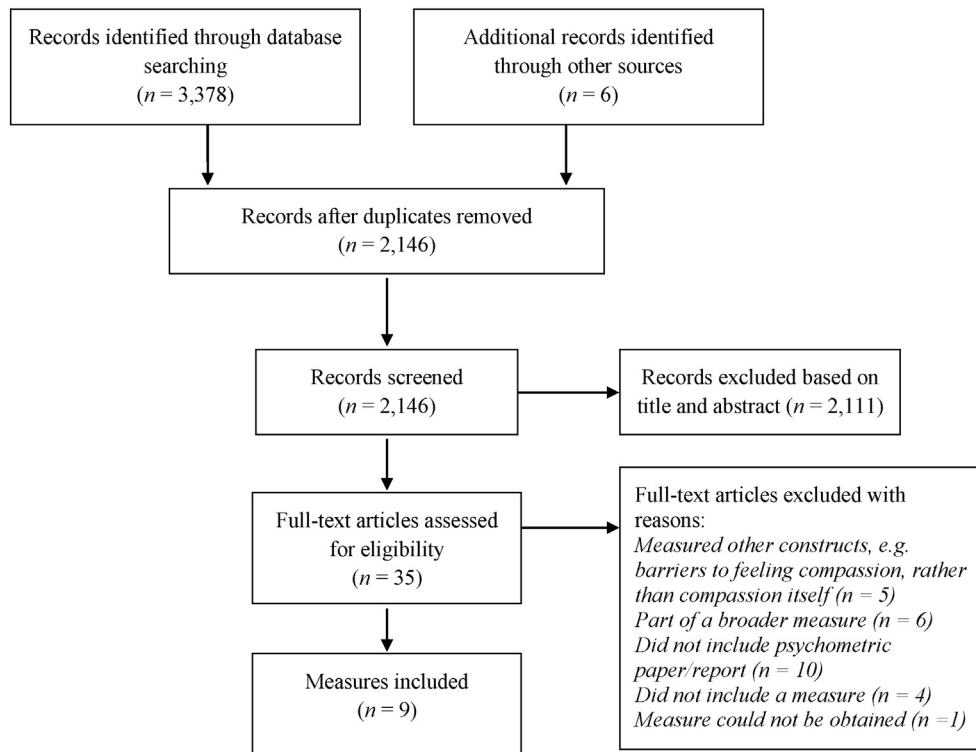 Records identified through database
searching
(n = 3,378)
Additional records identified
through other sources
(n = 6)
Records after duplicates removed
(n = 2,146)
Records screened
(n = 2,146)
Records excluded based on
title and abstract (n = 2,111)
Full-text articles assessed
for eligibility
(n = 35)
Full-text articles excluded with
reasons:
Measured other constructs, e.g.
barriers to feeling compassion, rather
than compassion itself (n = 5)
Part of a broader measure (n = 6)
Did not include psychometric
paper/report (n = 10)
Did not include a measure (n = 4)
Measure could not be obtained (n =1)
Measures included
(n = 9)